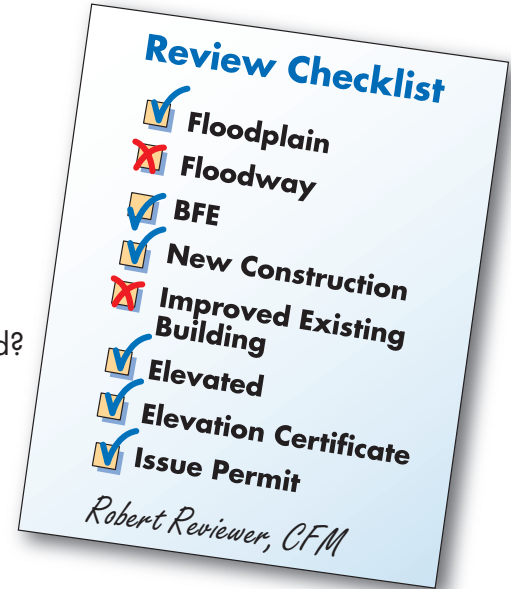 Review Checklist
Floodplain
Floodway
BFE
New Construction
Improved Existing
Building
d?
Elevated
Elevation Certificate
Issue Permit
Robert Reviewer, CFM